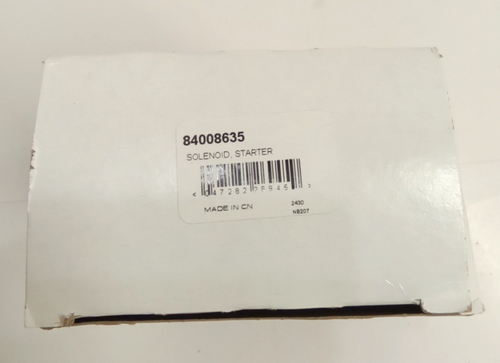 84008635
SOLENOID, STARTER
MADE IN CN
2430
NB207